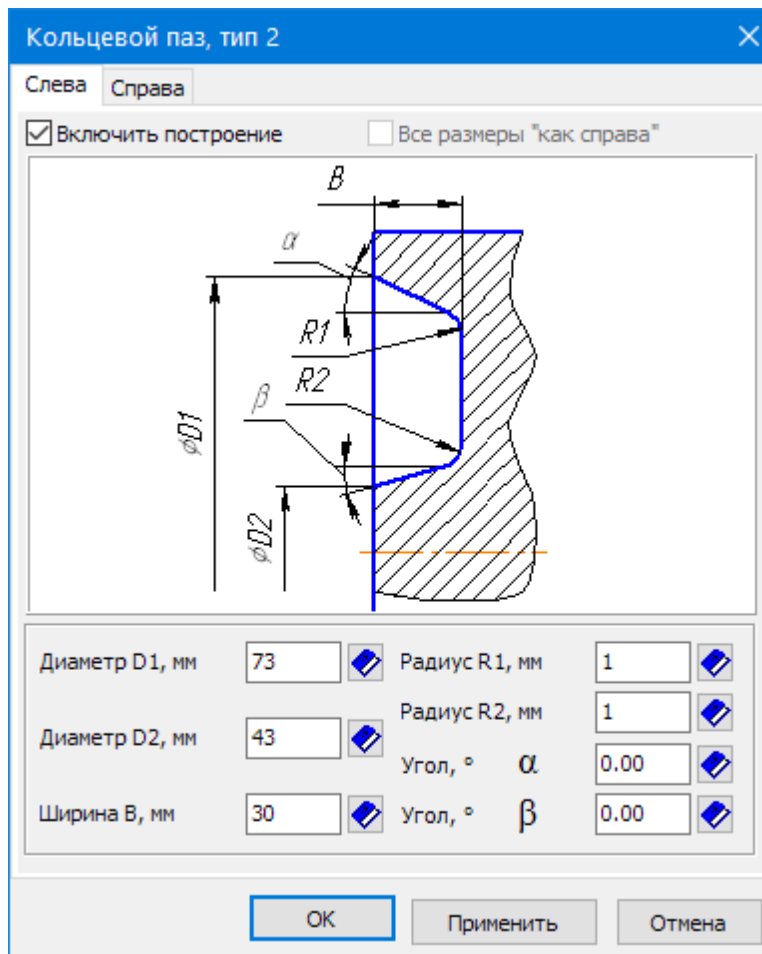 Кольцевой паз, тип 2
Слева
Справа
Включить построение
Все размеры "как справа"
B
α
R1
R2
β
⌀D1
⌀D2
Диаметр D1, мм 73
Радиус R1, мм 1
Радиус R2, мм 1
Диаметр D2, мм 43
Угол, ° α 0.00
Ширина B, мм 30
Угол, ° β 0.00
OK
Применить
Отмена